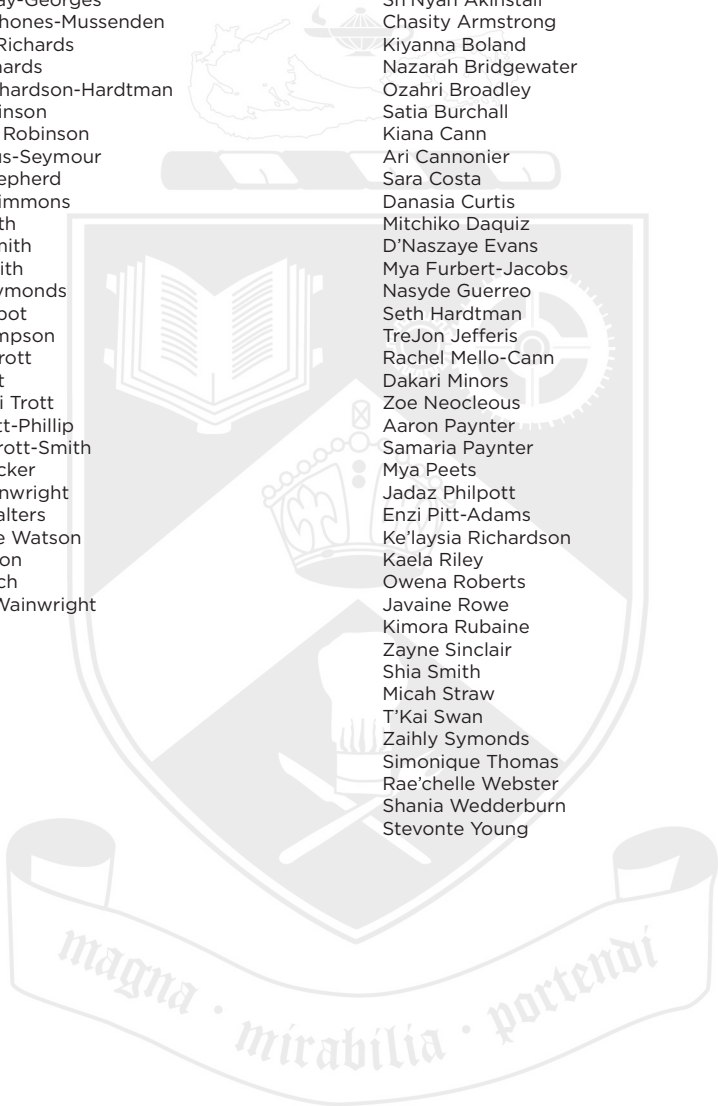 ay-Georges
hones-Mussenden
Richards
ards
hardson-Hardtman
inson
Robinson
us-Seymour
epherd
immons
th
mith
ith
ymonds
bot
mpson
rott
t
i Trott
tt-Phillip
rott-Smith
cker
nwright
alters
e Watson
on
ch
Wainwright
Sh'Nyah Akinstall
Chasity Armstrong
Kiyanna Boland
Nazarah Bridgewater
Ozahri Broadley
Satia Burchall
Kiana Cann
Ari Cannonier
Sara Costa
Danasia Curtis
Mitchiko Daquiz
D’Naszaye Evans
Mya Furbert-Jacobs
Nasyde Guerreo
Seth Hardtman
TreJon Jefferis
Rachel Mello-Cann
Dakari Minors
Zoe Neocleous
Aaron Paynter
Samaria Paynter
Mya Peets
Jadaz Philpott
Enzi Pitt-Adams
Ke’laysia Richardson
Kaela Riley
Owena Roberts
Javaine Rowe
Kimora Rubaine
Zayne Sinclair
Shia Smith
Micah Straw
T’Kai Swan
Zaihly Symonds
Simonique Thomas
Rae’chelle Webster
Shania Wedderburn
Stevonte Young
magna · mirabilia · portendi